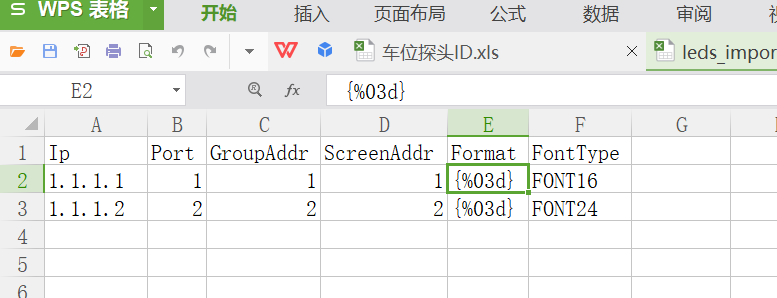 S WPS 表格 开始 插入 页面布局 公式 数据 审阅
车位探头ID.xls × leds_impor
E2 fx {%03d}
A B C D E F G
1 Ip Port GroupAddr ScreenAddr Format FontType
2 1.1.1.1 1 1 1 {%03d} FONT16
3 1.1.1.2 2 2 2 {%03d} FONT24
4
5
6